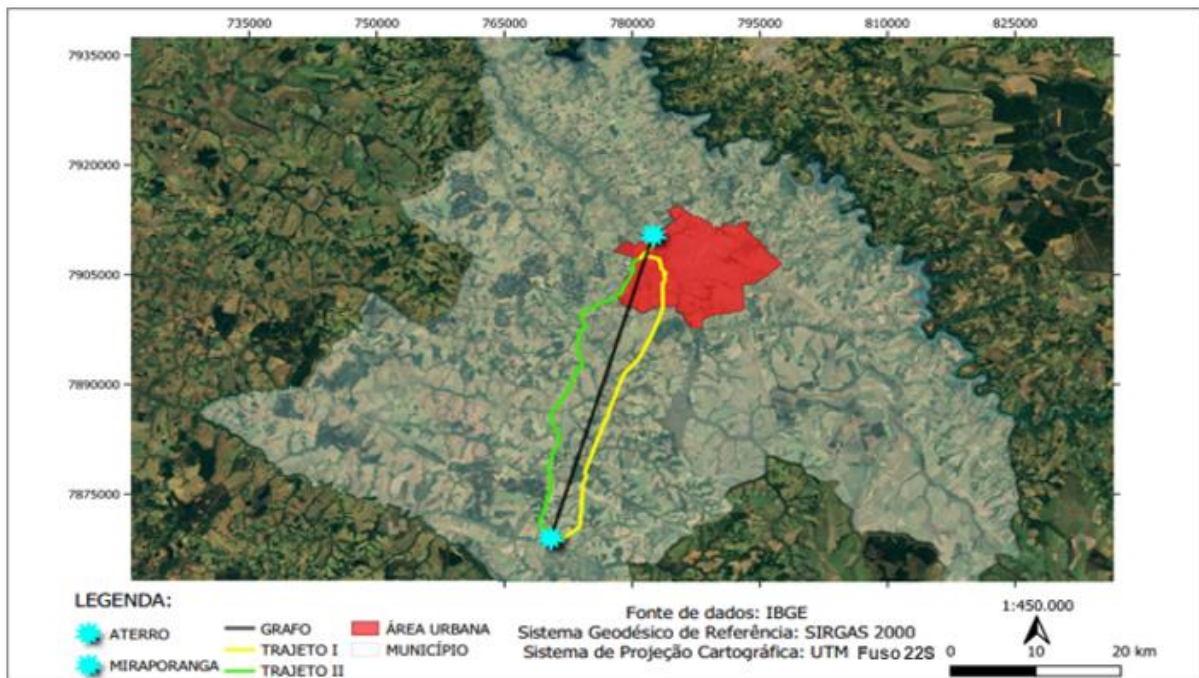 735000 750000 765000 780000 795000 810000 825000
7935000
7920000
7905000
7890000
7875000
LEGENDA:
ATERRO
MIRAPORANGA
GRAFO
TRAJETO I
TRAJETO II
ÁREA URBANA
MUNICÍPIO
Fonte de dados: IBGE
Sistema Geodésico de Referência: SIRGAS 2000
Sistema de Projeção Cartográfica: UTM Fuso 22S
1:450.000
0 10 20 km